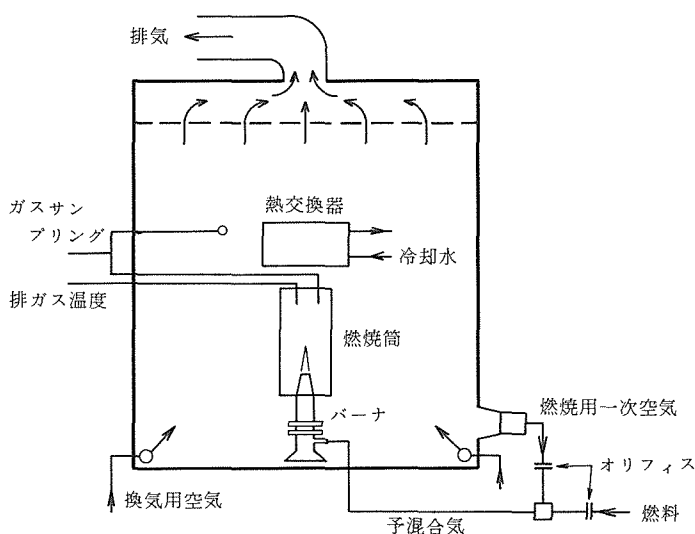 排気
ガスサン
プリング
熱交換器
冷却水
排ガス温度
燃焼筒
バーナ
燃焼用一次空気
オリフィス
換気用空気
予混合気
燃料